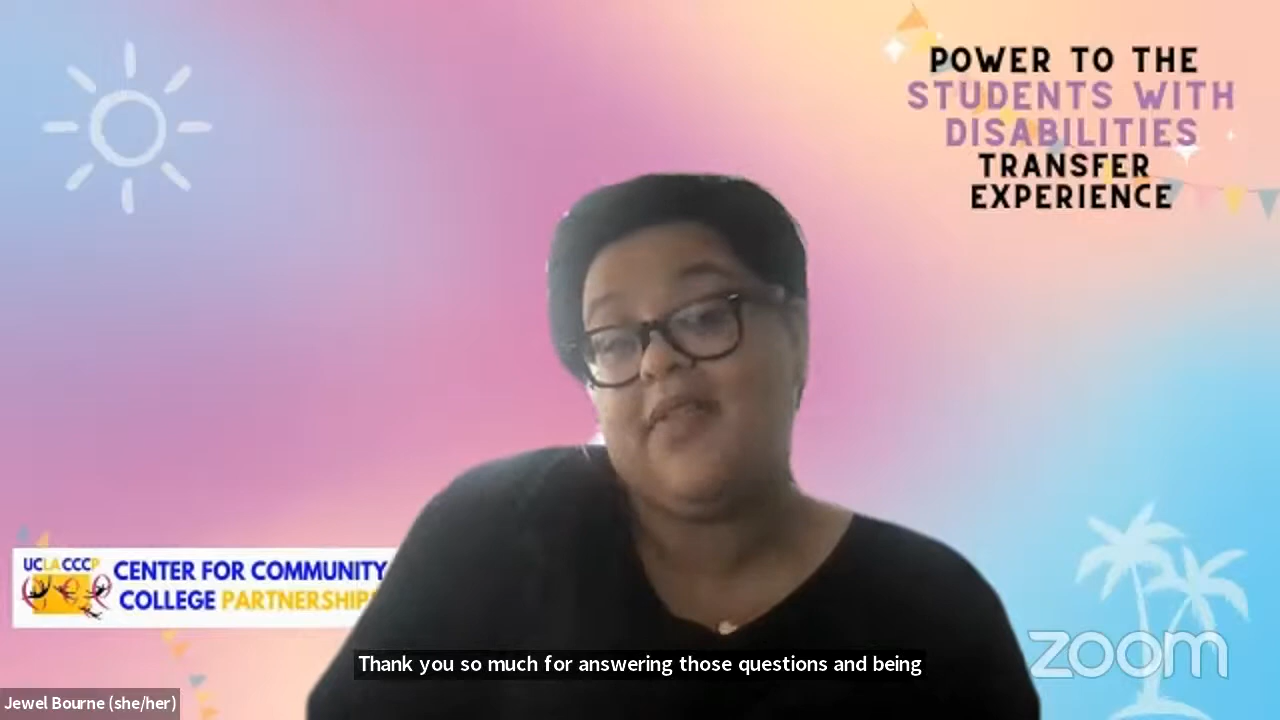 POWER TO THE
STUDENTS WITH
DISABILITIES
TRANSFER
EXPERIENCE
UCLA CCCP
CENTER FOR COMMUNITY
COLLEGE PARTNERSHIP
Thank you so much for answering those questions and being
zoom
Jewel Bourne (she/her)